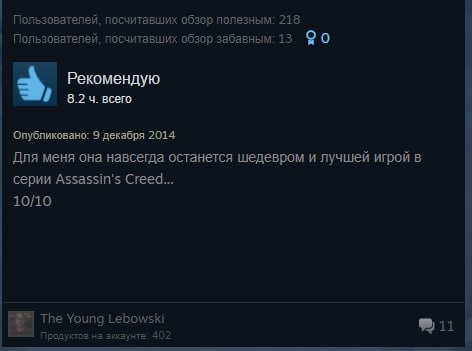 Пользователей, посчитавших обзор полезным: 218
Пользователей, посчитавших обзор забавным: 13 0
Рекомендую
8.2 ч. всего
Опубликовано: 9 декабря 2014
Для меня она навсегда останется шедевром и лучшей игрой в
серии Assassin's Creed...
10/10
The Young Lebowski
11
Продуктов на аккаунте: 402